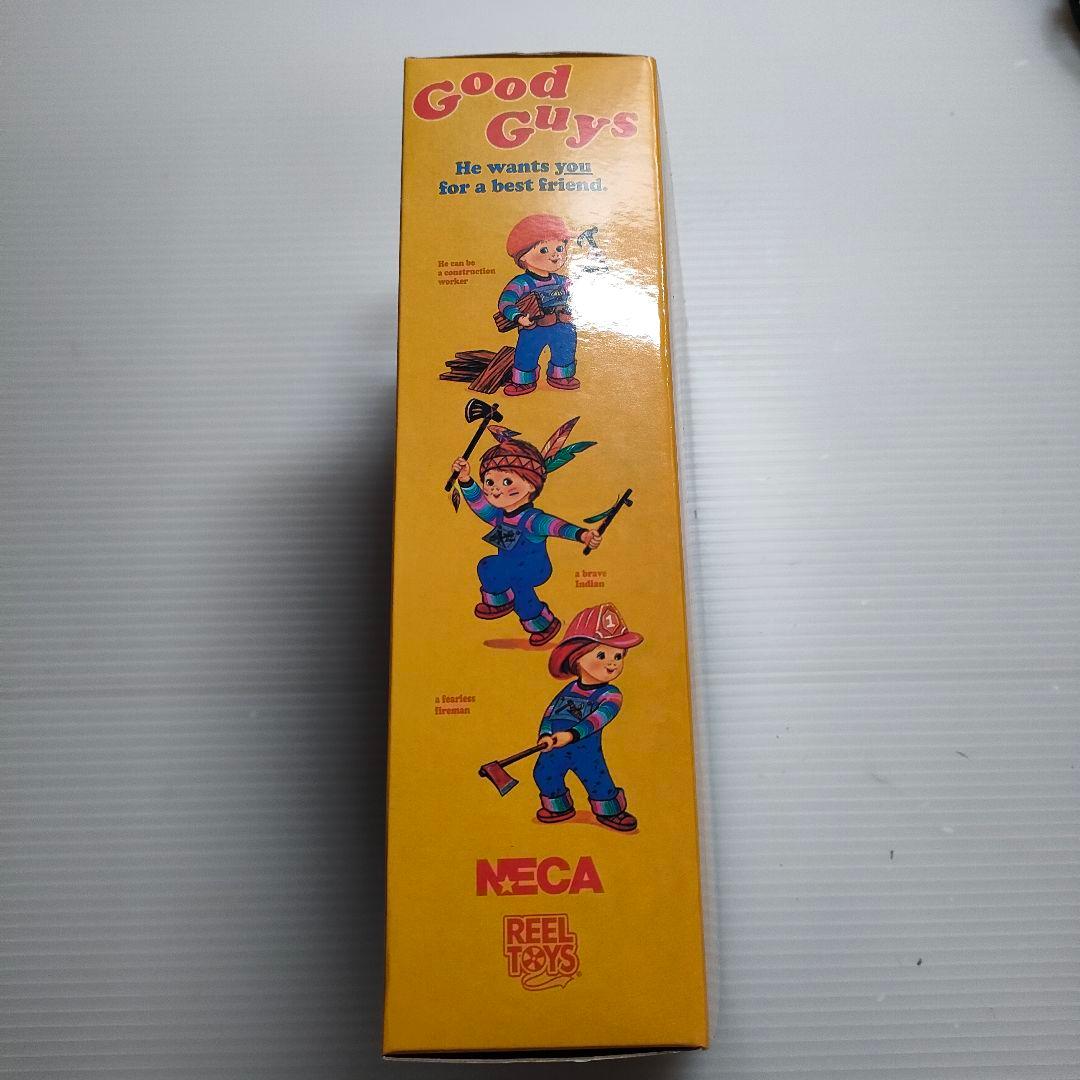 Good
Guys
He wants you
for a best friend.
He can be
a construction
worker
a brave
Indian
1
a fearless
fireman
NECA
REEL
TOYS